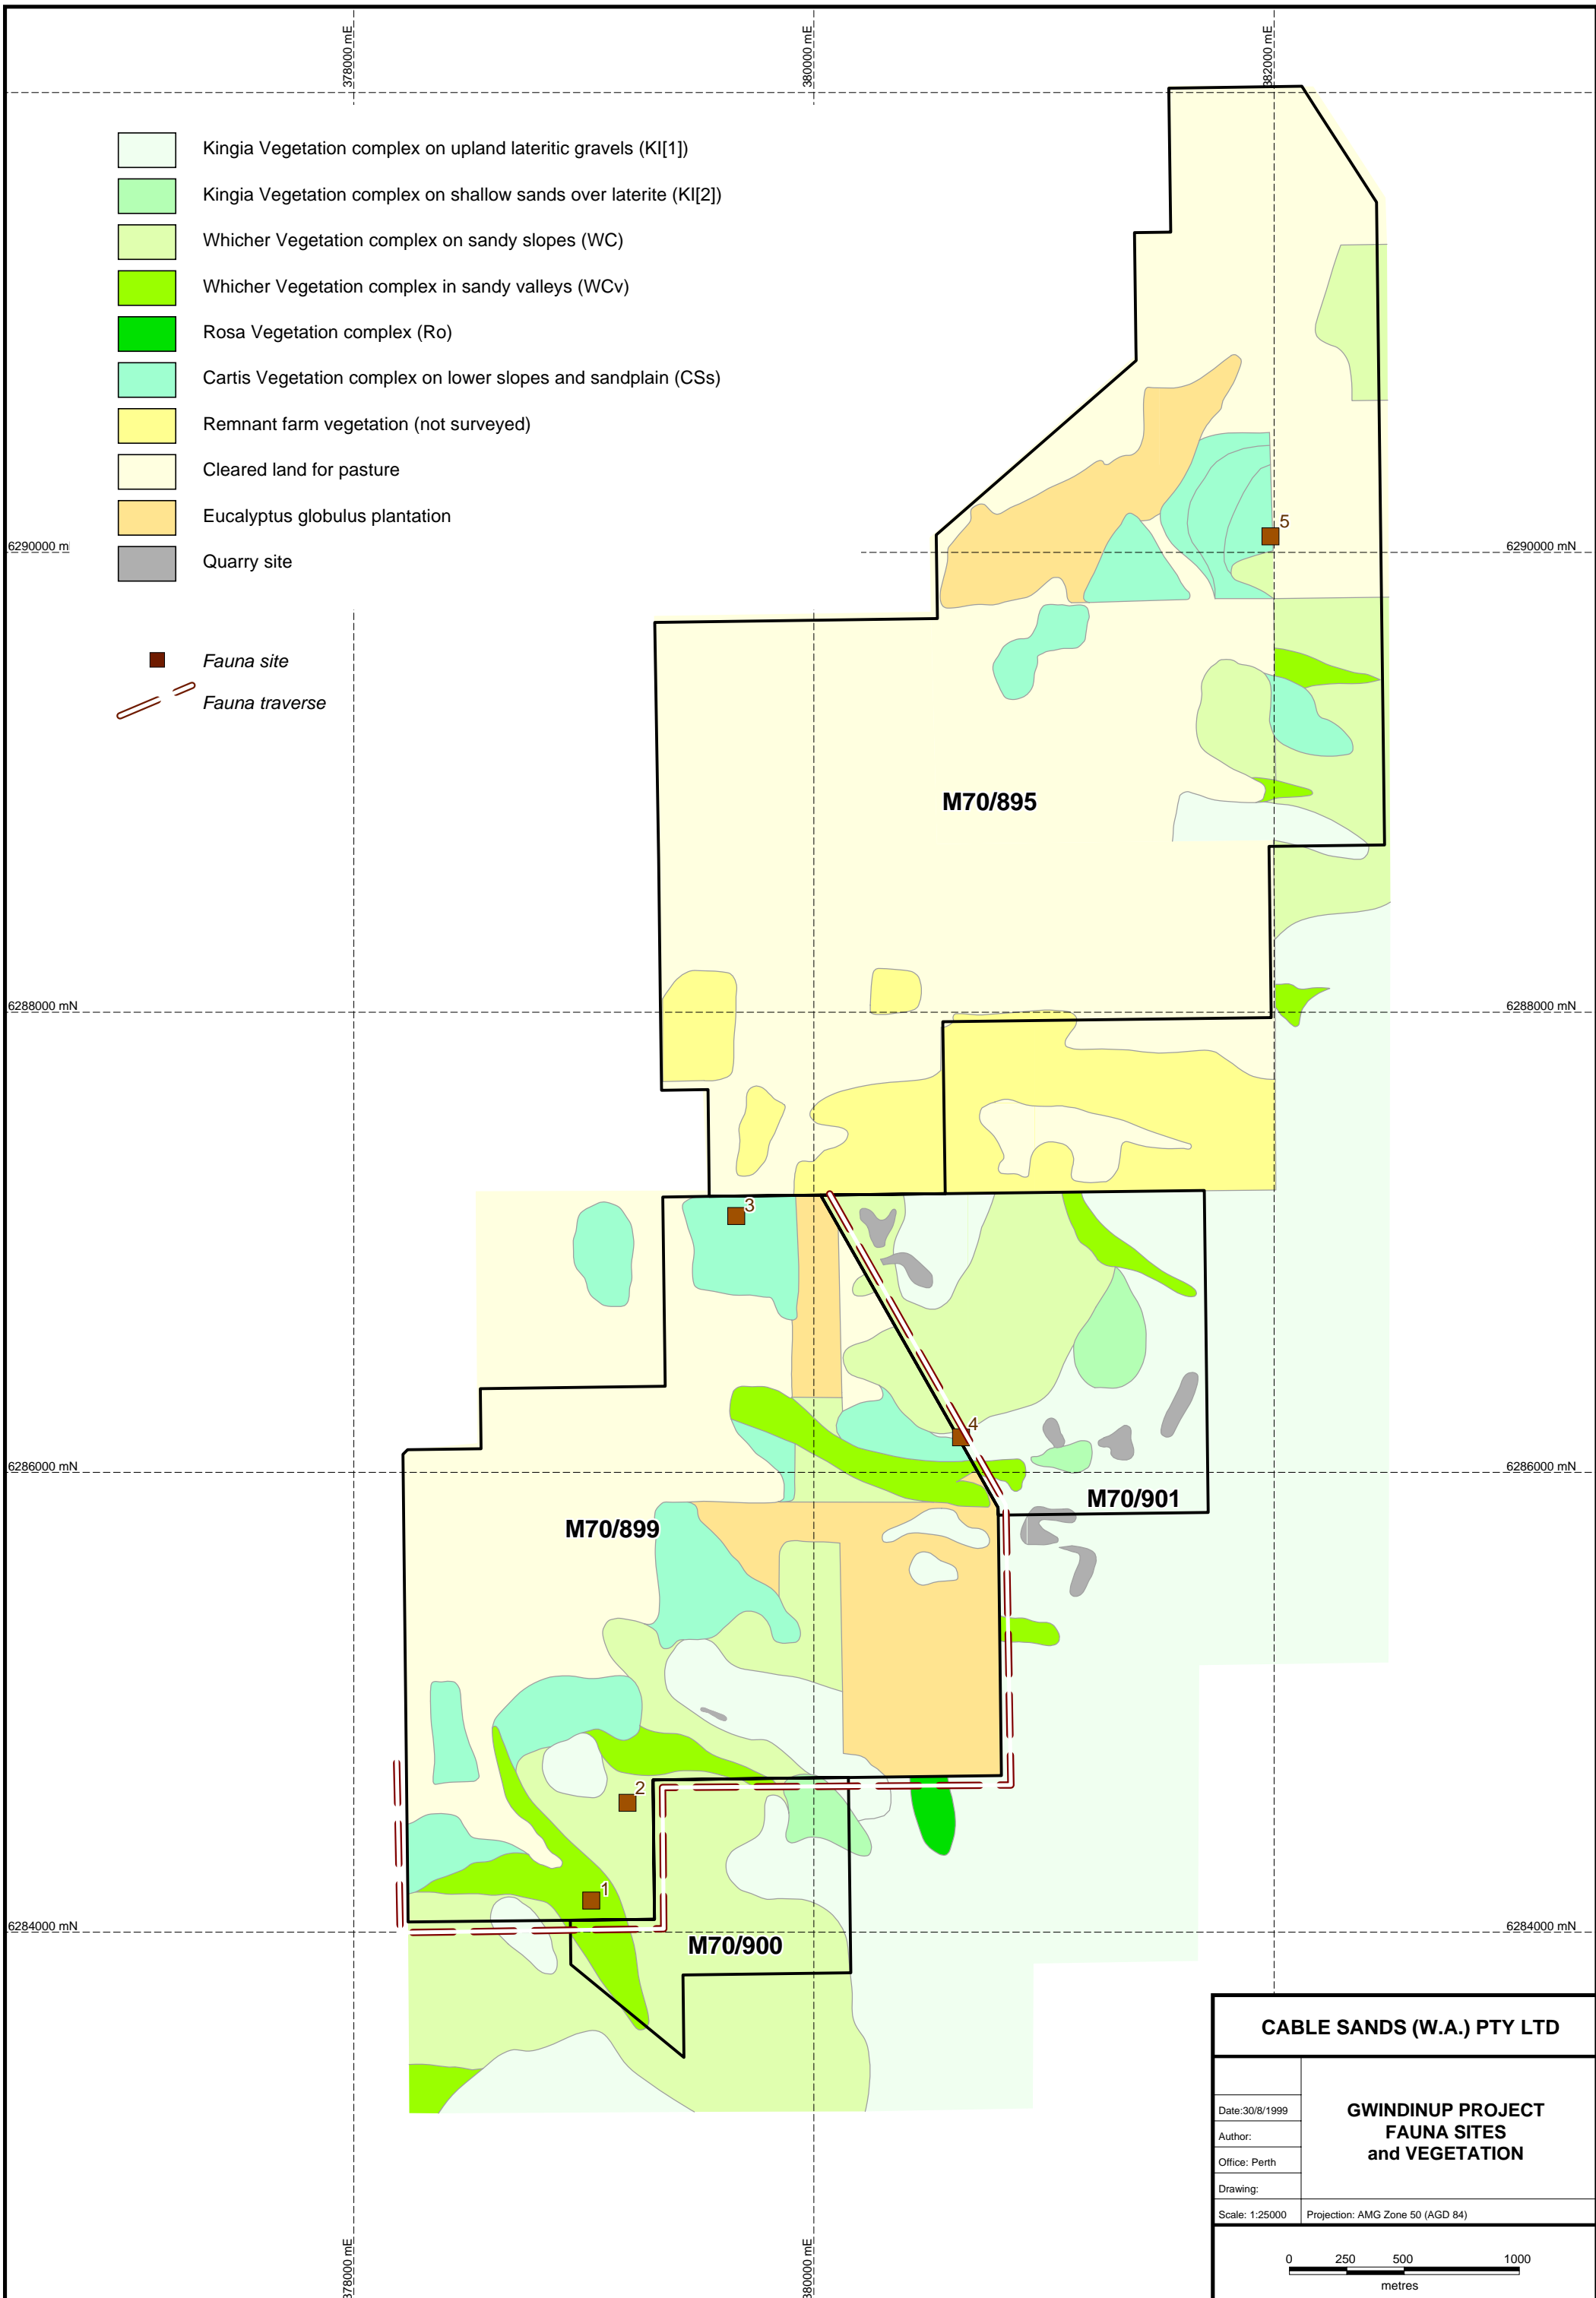 378000 mE
380000 mE
382000 mE
Kingia Vegetation complex on upland lateritic gravels (KI[1])
Kingia Vegetation complex on shallow sands over laterite (KI[2])
Whicher Vegetation complex on sandy slopes (WC)
Whicher Vegetation complex in sandy valleys (WCv)
Rosa Vegetation complex (Ro)
Cartis Vegetation complex on lower slopes and sandplain (CSs)
Remnant farm vegetation (not surveyed)
Cleared land for pasture
Eucalyptus globulus plantation
Quarry site
Fauna site
Fauna traverse
5
6290000 m
6290000 mN
M70/895
6288000 mN
6288000 mN
3
4
6286000 mN
6286000 mN
M70/901
M70/899
2
1
6284000 mN
6284000 mN
M70/900
CABLE SANDS (W.A.) PTY LTD
Date:30/8/1999
Author:
Office: Perth
Drawing:
GWINDINUP PROJECT
FAUNA SITES
and VEGETATION
Scale: 1:25000
Projection: AMG Zone 50 (AGD 84)
0 250 500 1000
metres
378000 mE
380000 mE